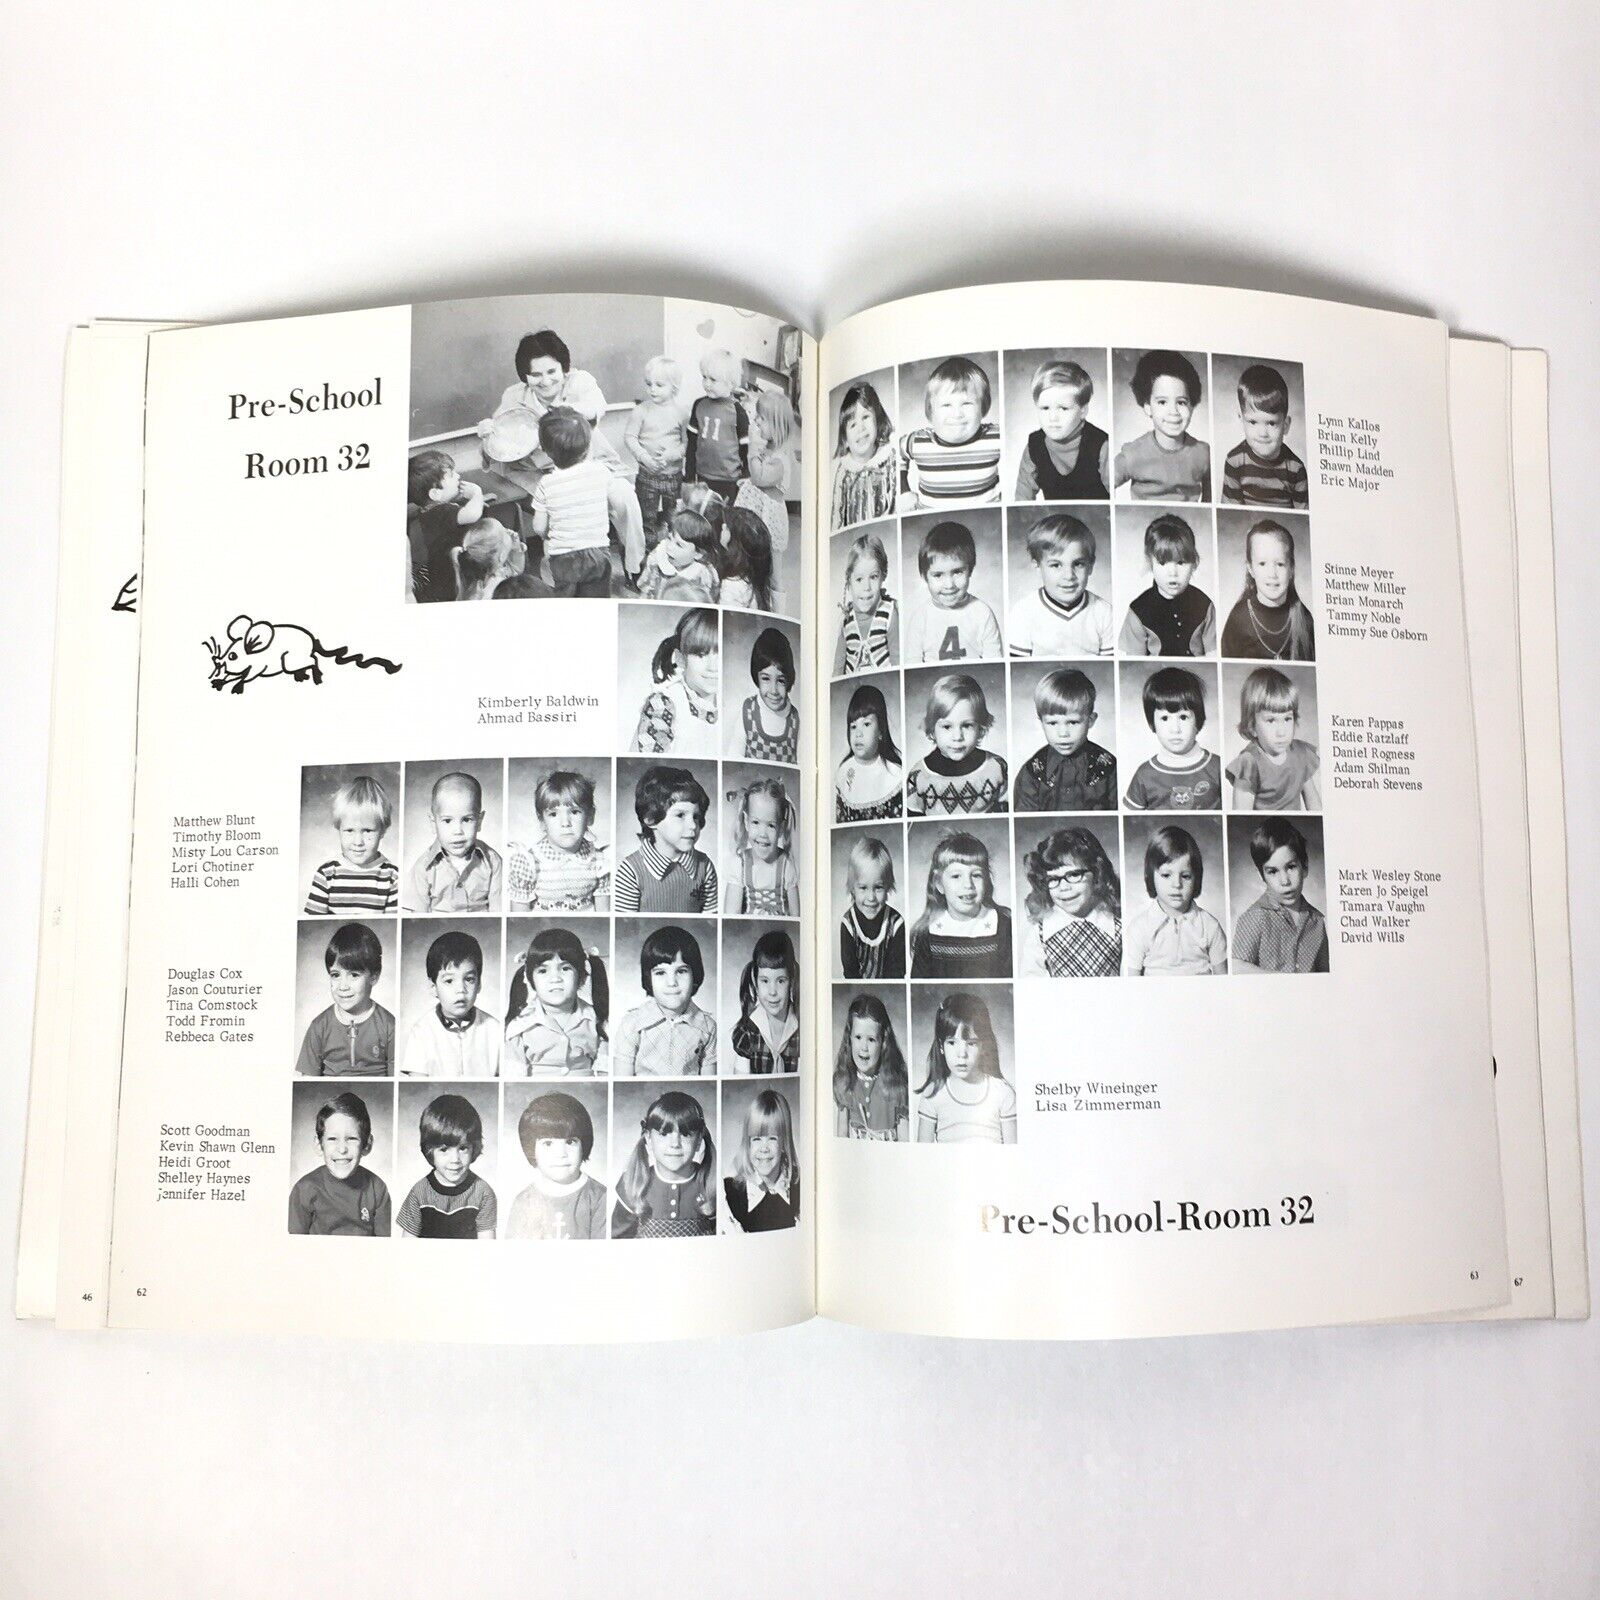 Pre-School
Room 32
11
Kimberly Baldwin
Ahmad Bassiri
Matthew Blunt
Timothy Bloom
Misty Lou Carson
Lori Chotiner
Halli Cohen
Douglas Cox
Jason Couturier
Tina Comstock
Todd Fromin
Rebbeca Gates
Scott Goodman
Kevin Shawn Glenn
Heidi Groot
Shelley Haynes
Jennifer Hazel
46
62
Lynn Kallos
Brian Kelly
Phillip Lind
Shawn Madden
Eric Major
4
Stinne Meyer
Matthew Miller
Brian Monarch
Tammy Noble
Kimmy Sue Osborn
Karen Pappas
Eddie Ratzlaff
Daniel Rogness
Adam Shilman
Deborah Stevens
Mark Wesley Stone
Karen Jo Speigel
Tamara Vaughn
Chad Walker
David Wills
Shelby Wineinger
Lisa Zimmerman
Pre-School-Room 32
63
67